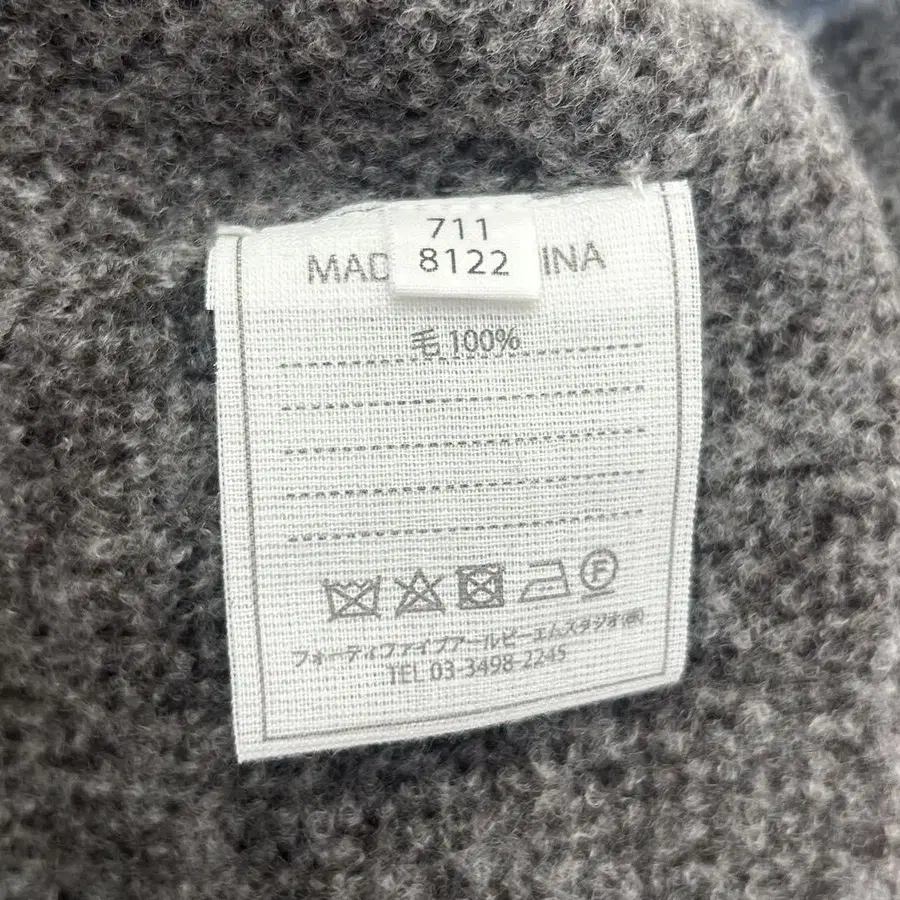 711
8122
MAD INA
毛 100%
F
フォーティファイブアールピーエムスタジオ㈱
TEL 03-3498-2245